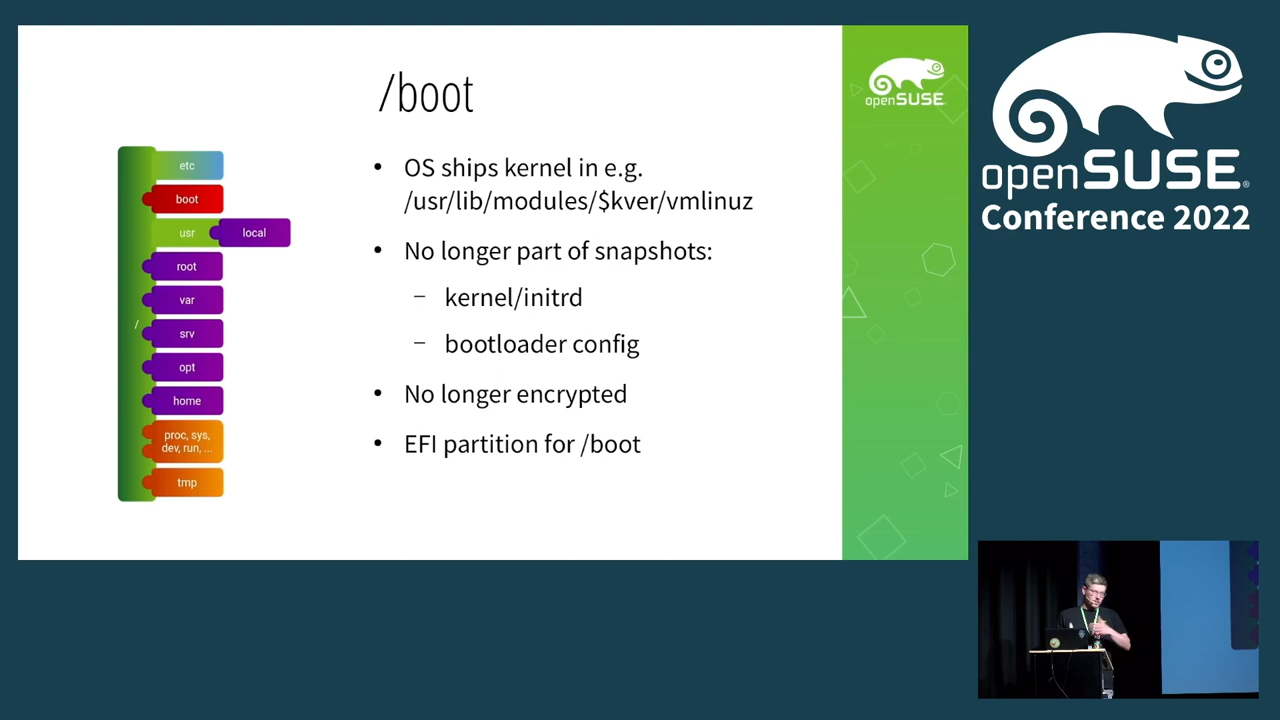 /boot
etc
boot
usr
local
root
var
/
srv
opt
home
proc, sys,
dev, run, ...
tmp
• OS ships kernel in e.g.
/usr/lib/modules/$kver/vmlinuz
• No longer part of snapshots:
– kernel/initrd
– bootloader config
• No longer encrypted
• EFI partition for /boot
openSUSE
openSUSE®
Conference 2022